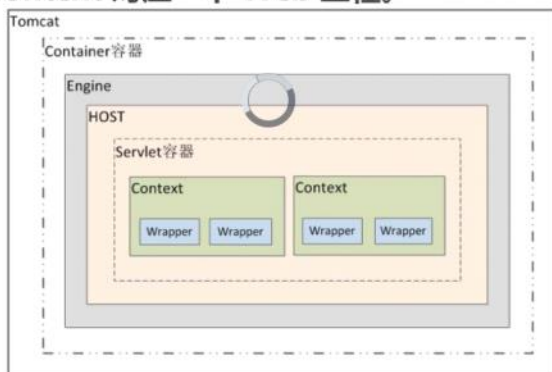 Tomcat
Container容器
Engine
HOST
Servlet容器
Context
Context
Wrapper
Wrapper
Wrapper
Wrapper